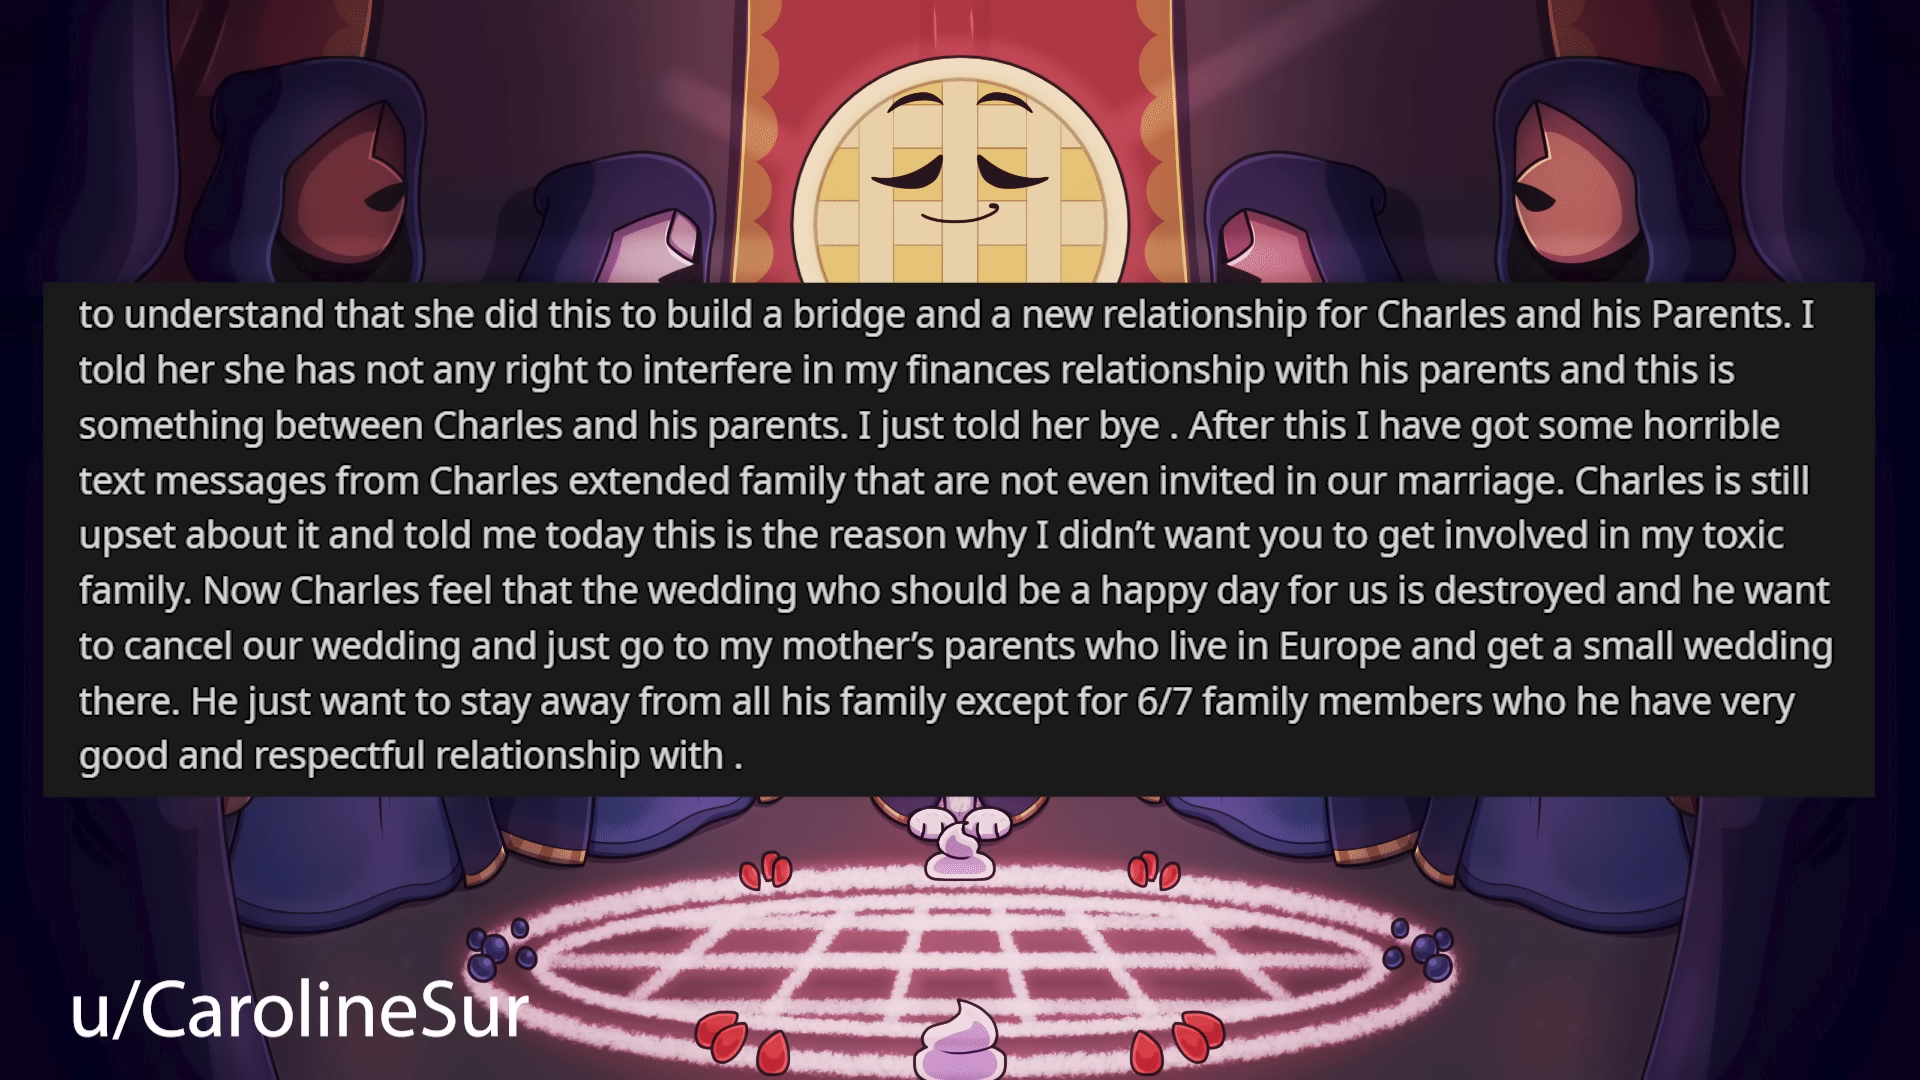 to understand that she did this to build a bridge and a new relationship for Charles and his Parents. I
told her she has not any right to interfere in my finances relationship with his parents and this is
something between Charles and his parents. I just told her bye . After this I have got some horrible
text messages from Charles extended family that are not even invited in our marriage. Charles is still
upset about it and told me today this is the reason why I didn’t want you to get involved in my toxic
family. Now Charles feel that the wedding who should be a happy day for us is destroyed and he want
to cancel our wedding and just go to my mother’s parents who live in Europe and get a small wedding
there. He just want to stay away from all his family except for 6/7 family members who he have very
good and respectful relationship with .
u/CarolineSur